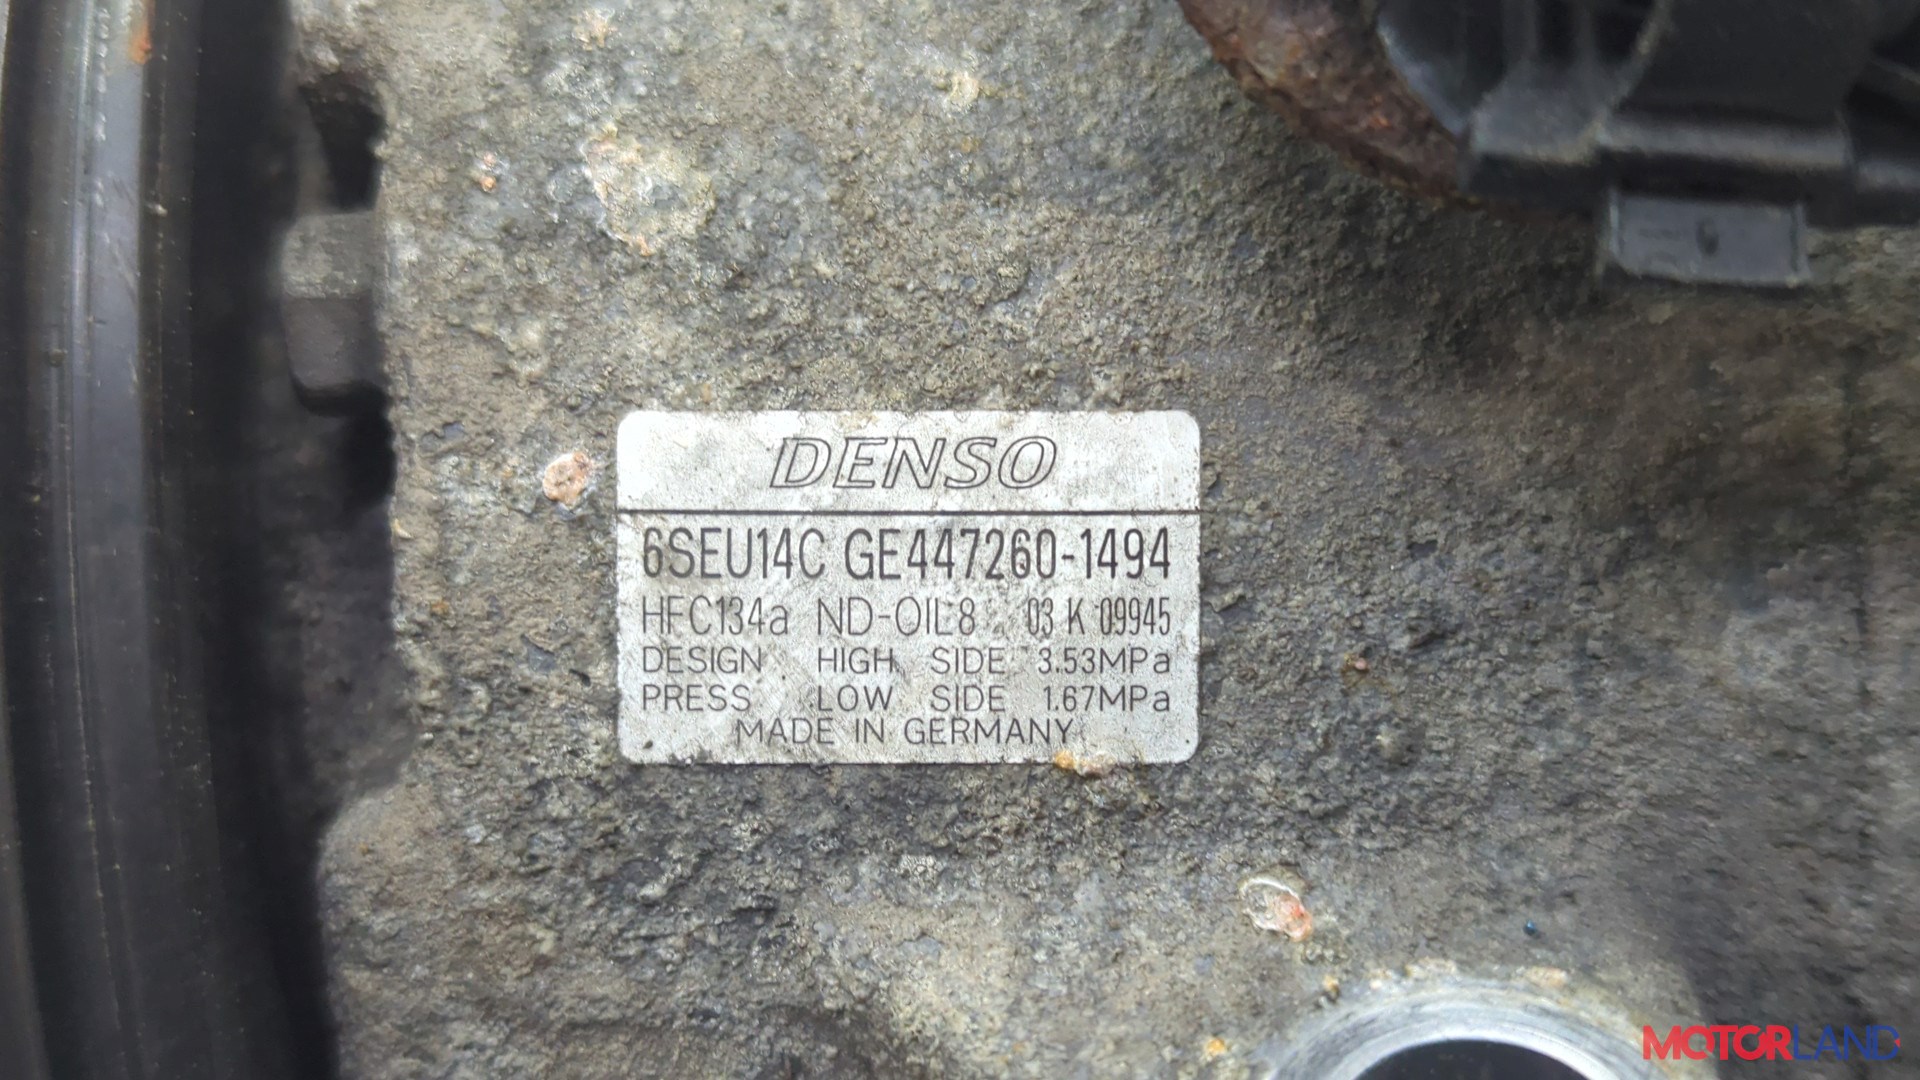 DENSO
6SEU14C GE447260-1494
HFC134a ND-OIL8 03 K 09945
DESIGN HIGH SIDE 3.53MPa
PRESS LOW SIDE 1.67MPa
MADE IN GERMANY
MOTORLAND